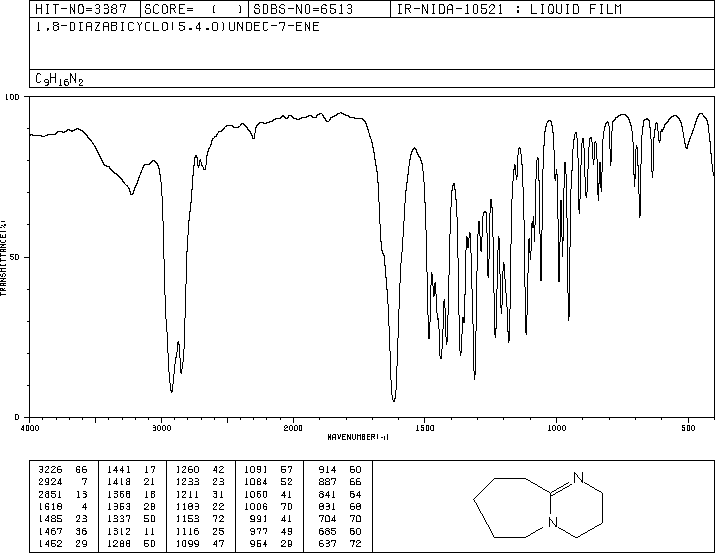 HIT-NO=3387 SCORE= ( ) SDBS-NO=6513 IR-NIDA-10521 : LIQUID FILM
1,8-DIAZABICYCLO(5.4.0)UNDEC-7-ENE
C9H16N2
100
50
0
TRANSMITTANCE(%)
4000 3000 2000 1500 1000 500
WAVENUMBER(-1)
3226 66 1441 17 1260 42 1091 57 914 60
2924 7 1418 21 1233 23 1084 52 887 66
2851 13 1368 18 1211 31 1060 41 841 64
1618 4 1353 28 1183 22 1006 70 831 68
1485 23 1337 50 1153 72 991 41 704 70
1467 36 1312 11 1116 25 977 49 685 60
1452 29 1288 50 1099 47 954 29 637 72
N
N